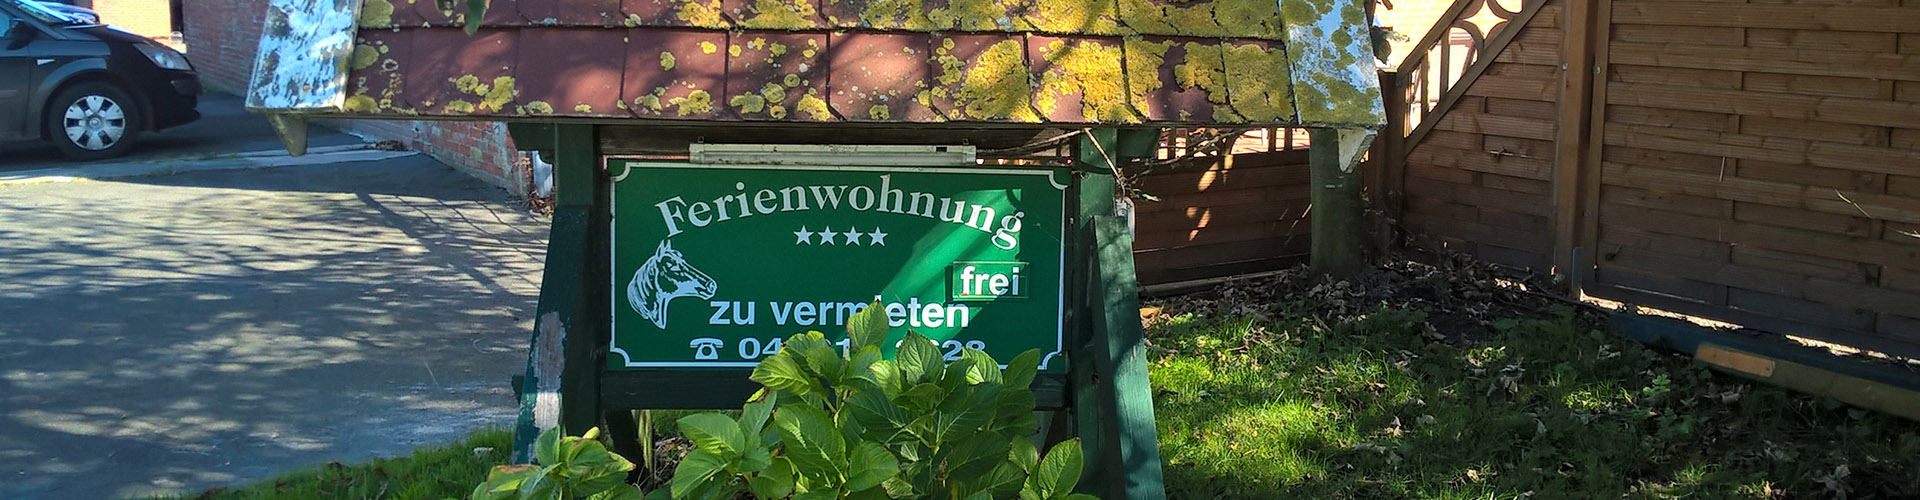 Ferienwohnung
frei
zu vermieten